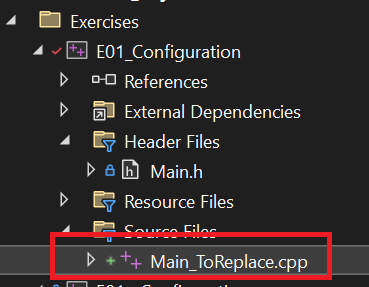 Exercises
E01_Configuration
References
External Dependencies
Header Files
Main.h
Resource Files
Source Files
Main_ToReplace.cpp